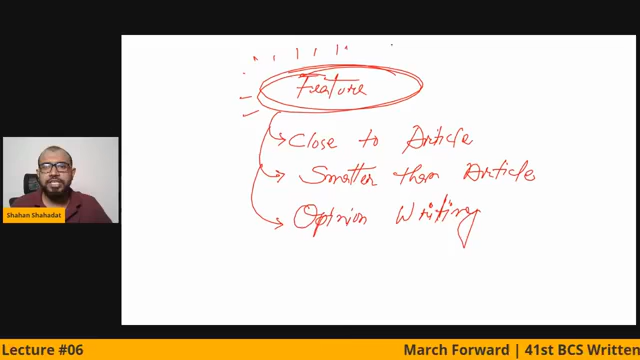 Feature
Close to Article
Smaller than Article
Opinion Writing
Shahan Shahadat
Lecture #06
March Forward | 41st BCS Written